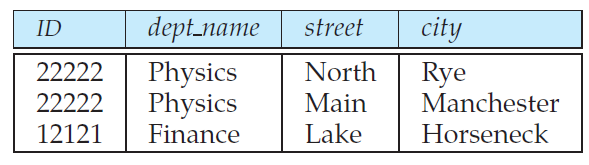 ID dept_name street city
22222 Physics North Rye
22222 Physics Main Manchester
12121 Finance Lake Horseneck